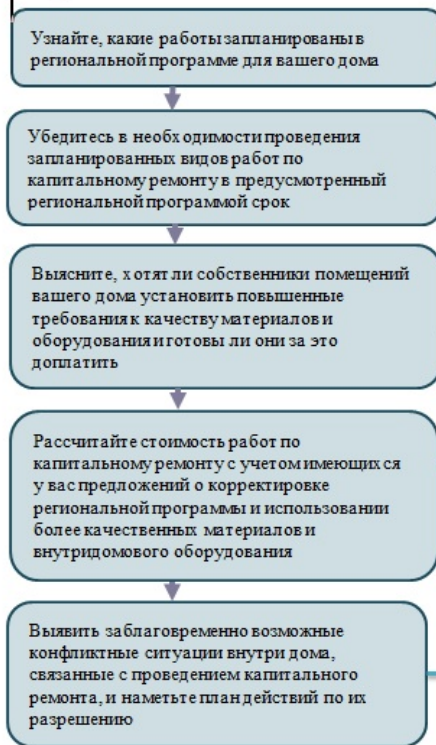 Узнайте, какие работы запланированы в
региональной программе для вашего дома
Убедитесь в необходимости проведения
запланированных видов работ по
капитальному ремонту в предусмотренный
региональной программой срок
Выясните, хотят ли собственники помещений
вашего дома установить повышенные
требования к качеству материалов и
оборудования и готовы ли они за это
доплатить
Рассчитайте стоимость работ по
капитальному ремонту с учетом имеющихся
у вас предложений о корректировке
региональной программы и использовании
более качественных материалов и
внутридомового оборудования
Выявить заблаговременно возможные
конфликтные ситуации внутри дома,
связанные с проведением капитального
ремонта, и наметьте план действий по их
разрешению